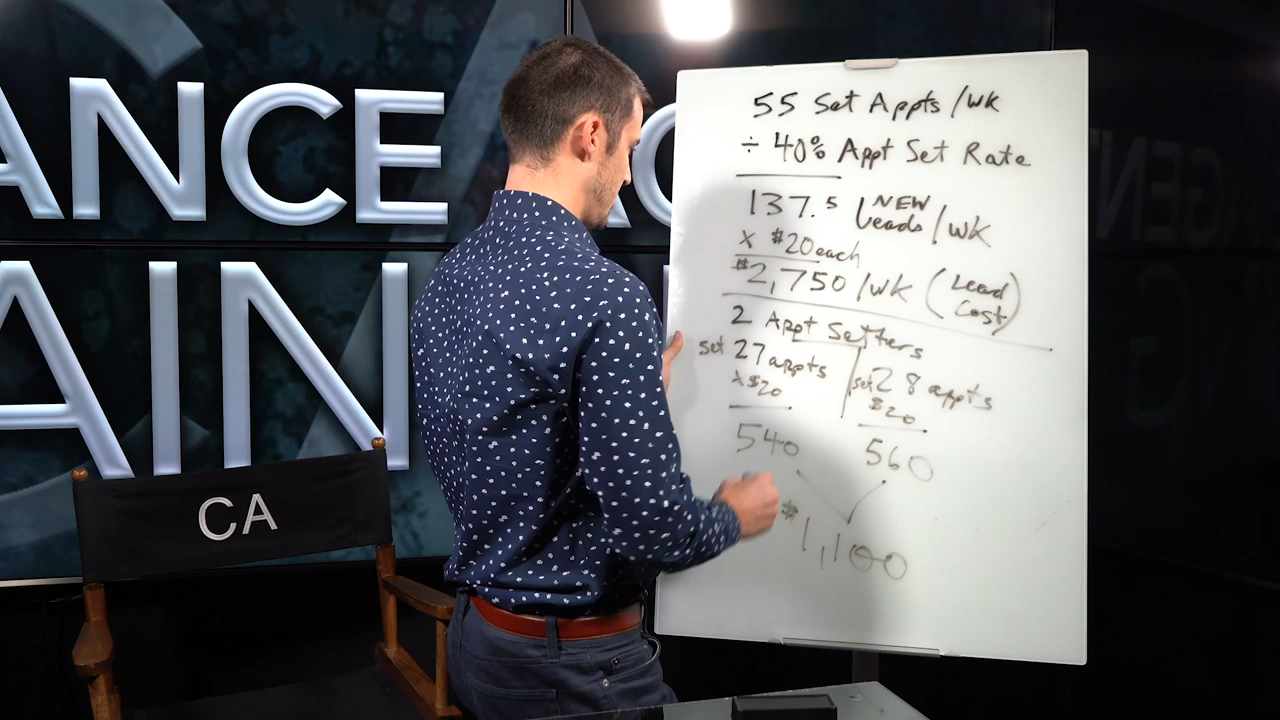 ANCE
AIN
CA
55 Set Appts/wk
÷ 40% Appt Set Rate
137.5 NEW Leads/wk
x $20 each
$2,750/wk (Lead Cost)
2 Appt Setters
set 27 appts
x $20
540
set 28 appts
$20
560
$1,100
AGENT